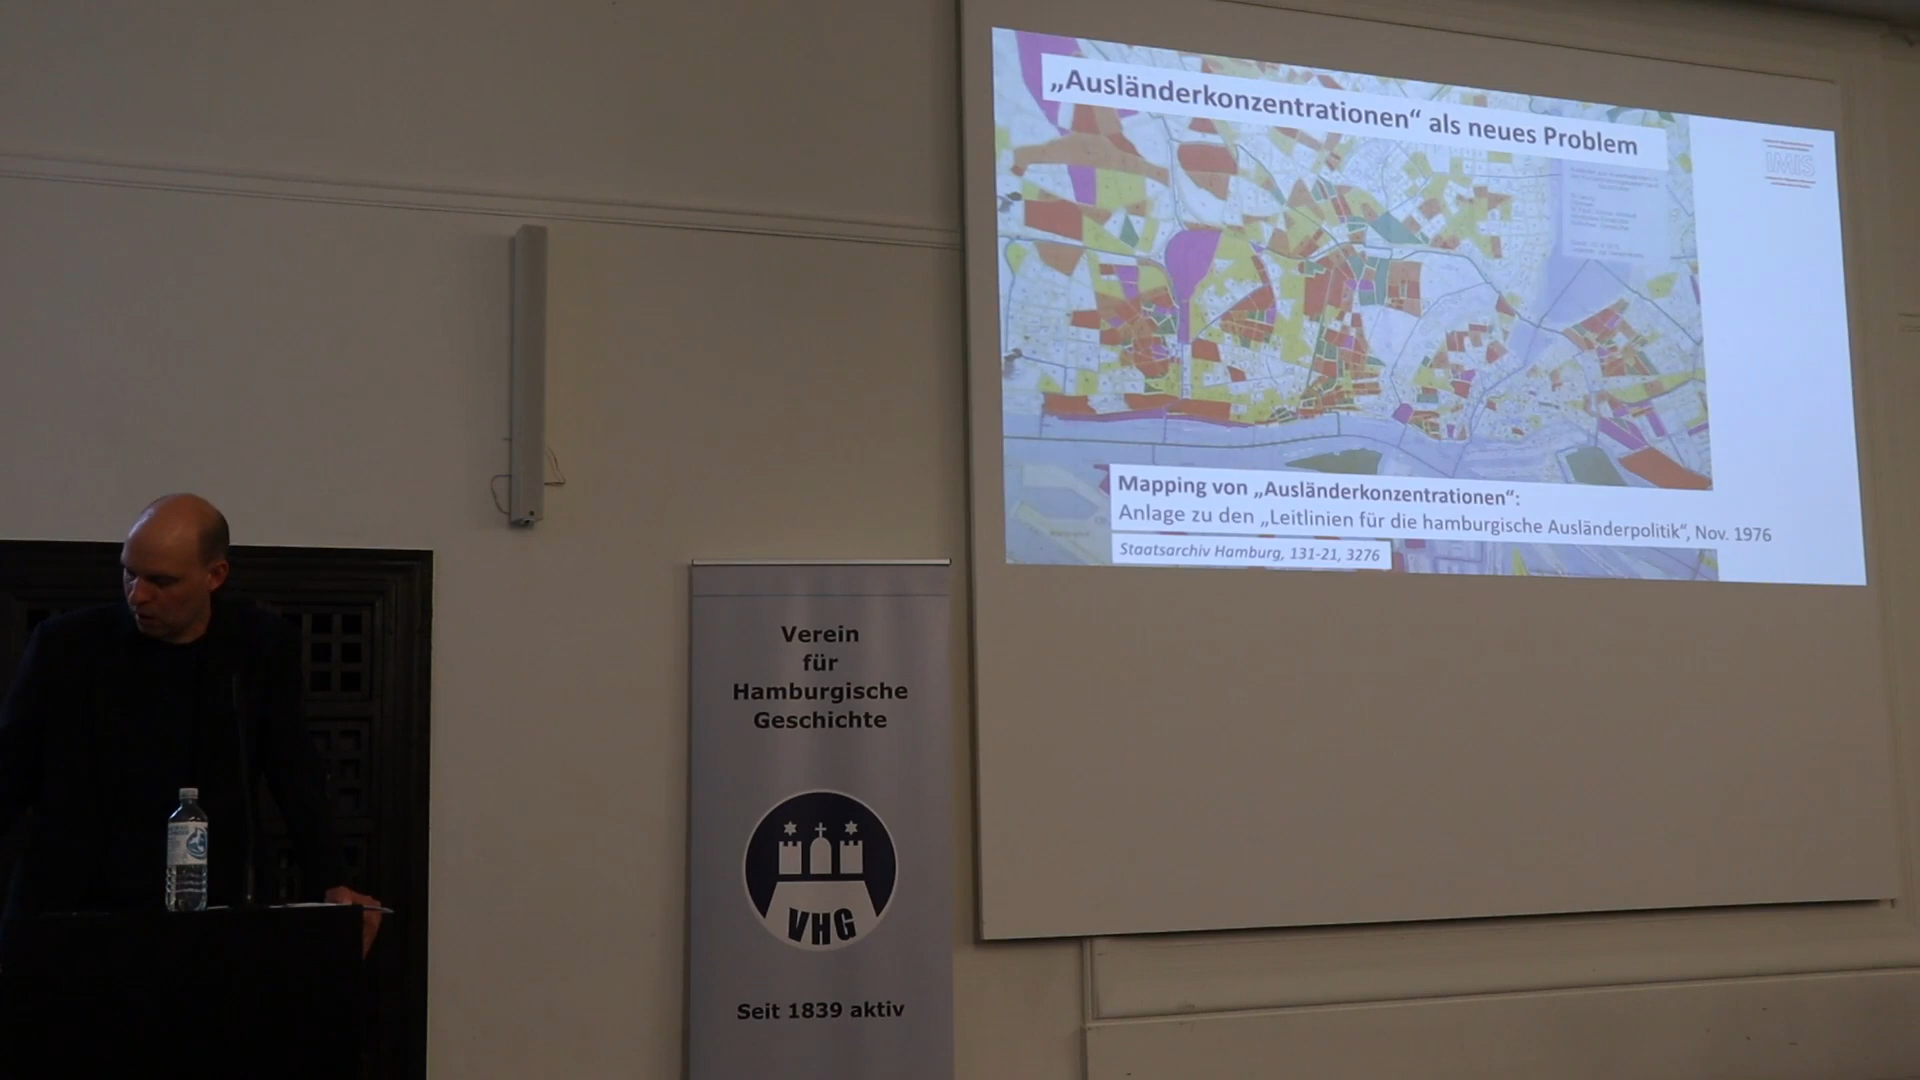 „Ausländerkonzentrationen“ als neues Problem
IMIS
Mapping von „Ausländerkonzentrationen“:
Anlage zu den „Leitlinien für die hamburgische Ausländerpolitik“, Nov. 1976
Staatsarchiv Hamburg, 131-21, 3276
Verein
für
Hamburgische
Geschichte
VHG
Seit 1839 aktiv